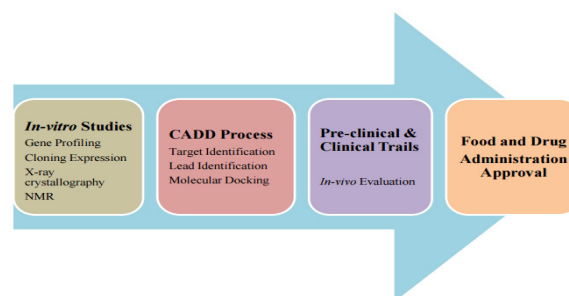 In-vitro Studies
Gene Profiling
Cloning Expression
X-ray
crystallography
NMR
CADD Process
Target Identification
Lead Identification
Molecular Docking
Pre-clinical &
Clinical Trails
In-vivo Evaluation
Food and Drug
Administration
Approval